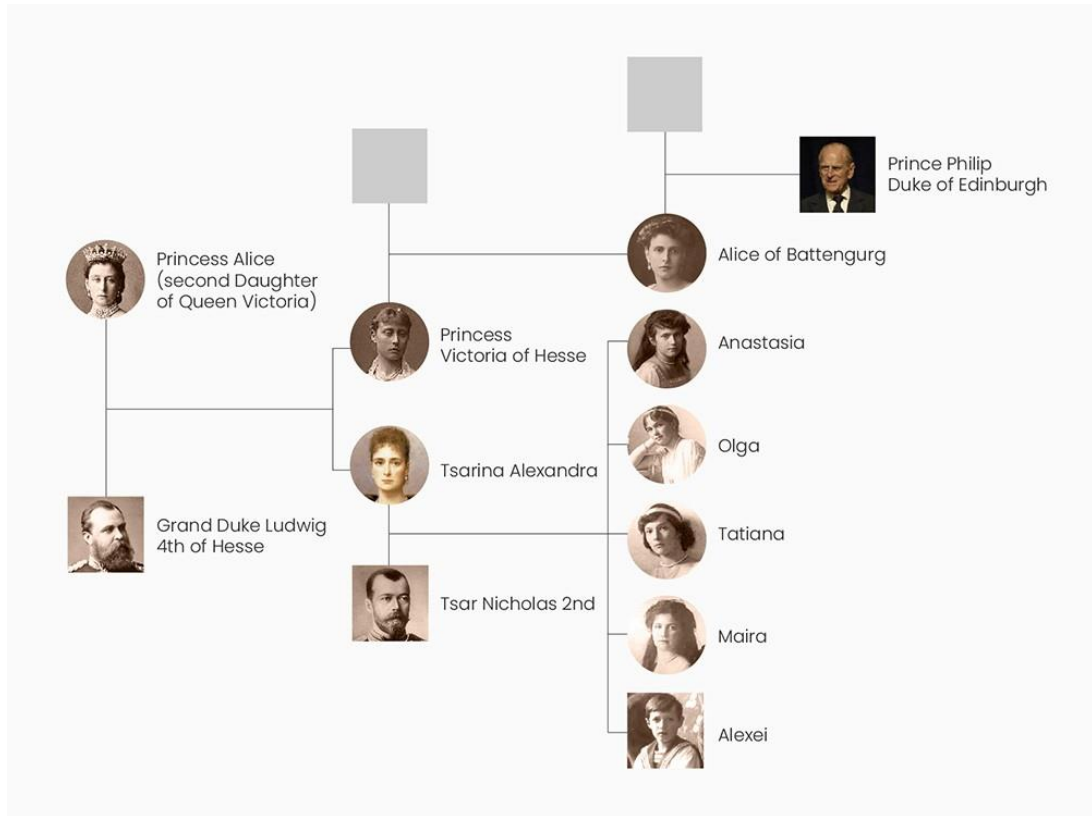 Prince Philip
Duke of Edinburgh
Princess Alice
(second Daughter
of Queen Victoria)
Alice of Battengurg
Princess
Victoria of Hesse
Anastasia
Olga
Tsarina Alexandra
Grand Duke Ludwig
4th of Hesse
Tatiana
Tsar Nicholas 2nd
Maira
Alexei